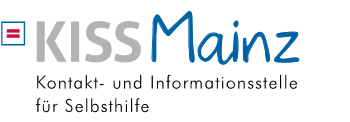 KISS Mainz
Kontakt- und Informationsstelle
für Selbsthilfe